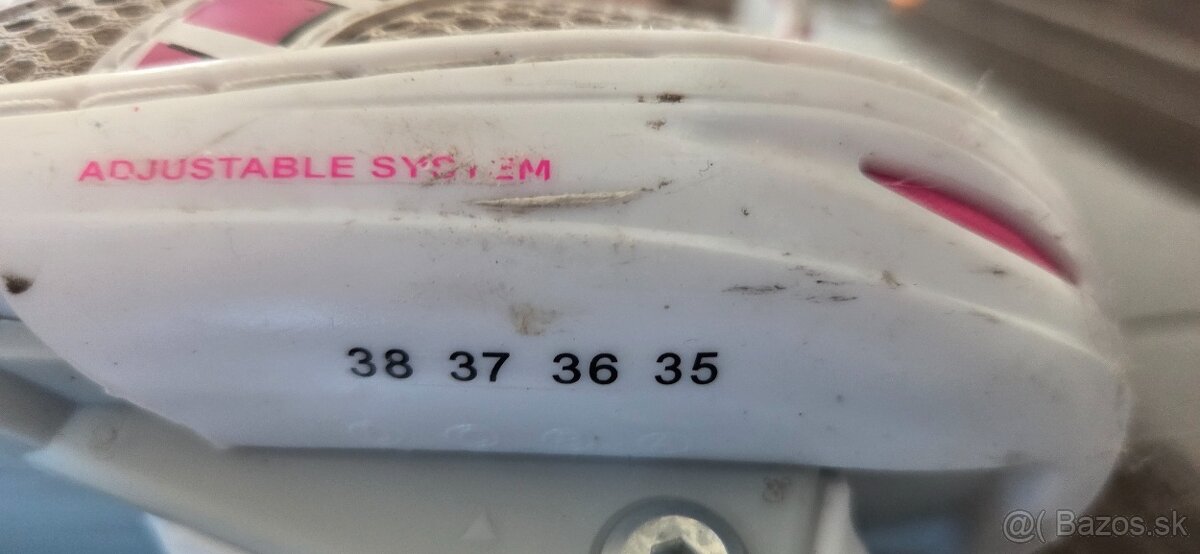 ADJUSTABLE SYSTEM
38 37 36 35
@( Bazos.sk